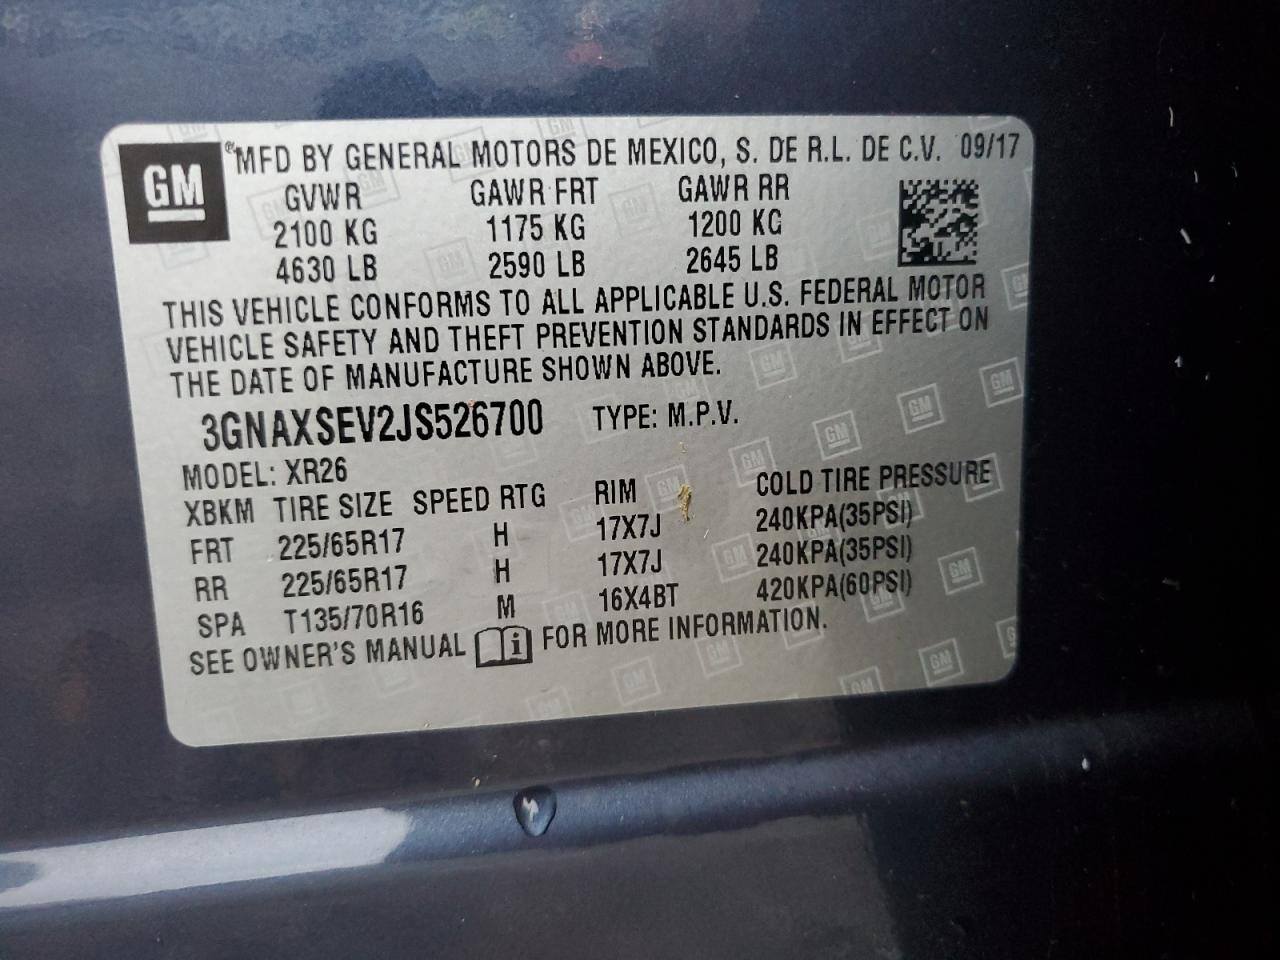 GM
®MFD BY GENERAL MOTORS DE MEXICO, S. DE R.L. DE C.V. 09/17
GVWR GAWR FRT GAWR RR
2100 KG 1175 KG 1200 KG
4630 LB 2590 LB 2645 LB
THIS VEHICLE CONFORMS TO ALL APPLICABLE U.S. FEDERAL MOTOR
VEHICLE SAFETY AND THEFT PREVENTION STANDARDS IN EFFECT ON
THE DATE OF MANUFACTURE SHOWN ABOVE.
3GNAXSEV2JS526700 TYPE: M.P.V.
MODEL: XR26
XBKM TIRE SIZE SPEED RTG RIM COLD TIRE PRESSURE
FRT 225/65R17 H 17X7J 240KPA(35PSI)
RR 225/65R17 H 17X7J 240KPA(35PSI)
SPA T135/70R16 M 16X4BT 420KPA(60PSI)
SEE OWNER'S MANUAL i FOR MORE INFORMATION.